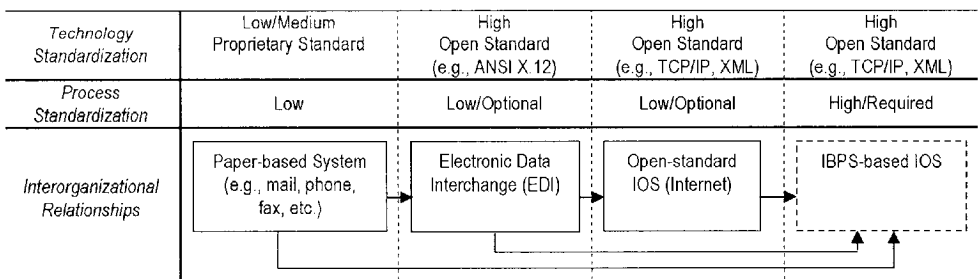 Technology
Standardization
Low/Medium
Proprietary Standard
High
Open Standard
(e.g., ANSI X.12)
High
Open Standard
(e.g., TCP/IP, XML)
High
Open Standard
(e.g., TCP/IP, XML)
Process
Standardization
Low
Low/Optional
Low/Optional
High/Required
Interorganizational
Relationships
Paper-based System
(e.g., mail, phone,
fax, etc.)
Electronic Data
Interchange (EDI)
Open-standard
IOS (Internet)
IBPS-based IOS